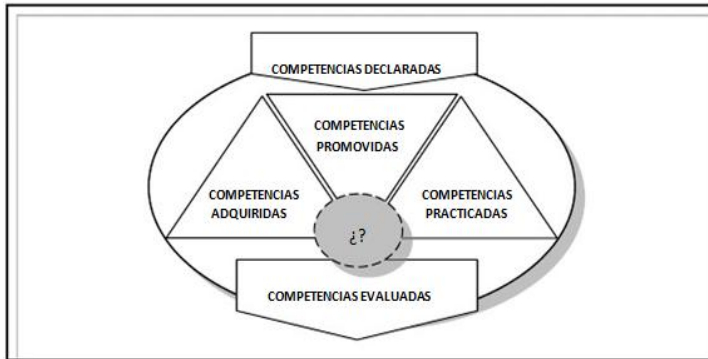 COMPETENCIAS DECLARADAS
COMPETENCIAS
PROMOVIDAS
COMPETENCIAS
ADQUIRIDAS
COMPETENCIAS
PRACTICADAS
¿?
COMPETENCIAS EVALUADAS